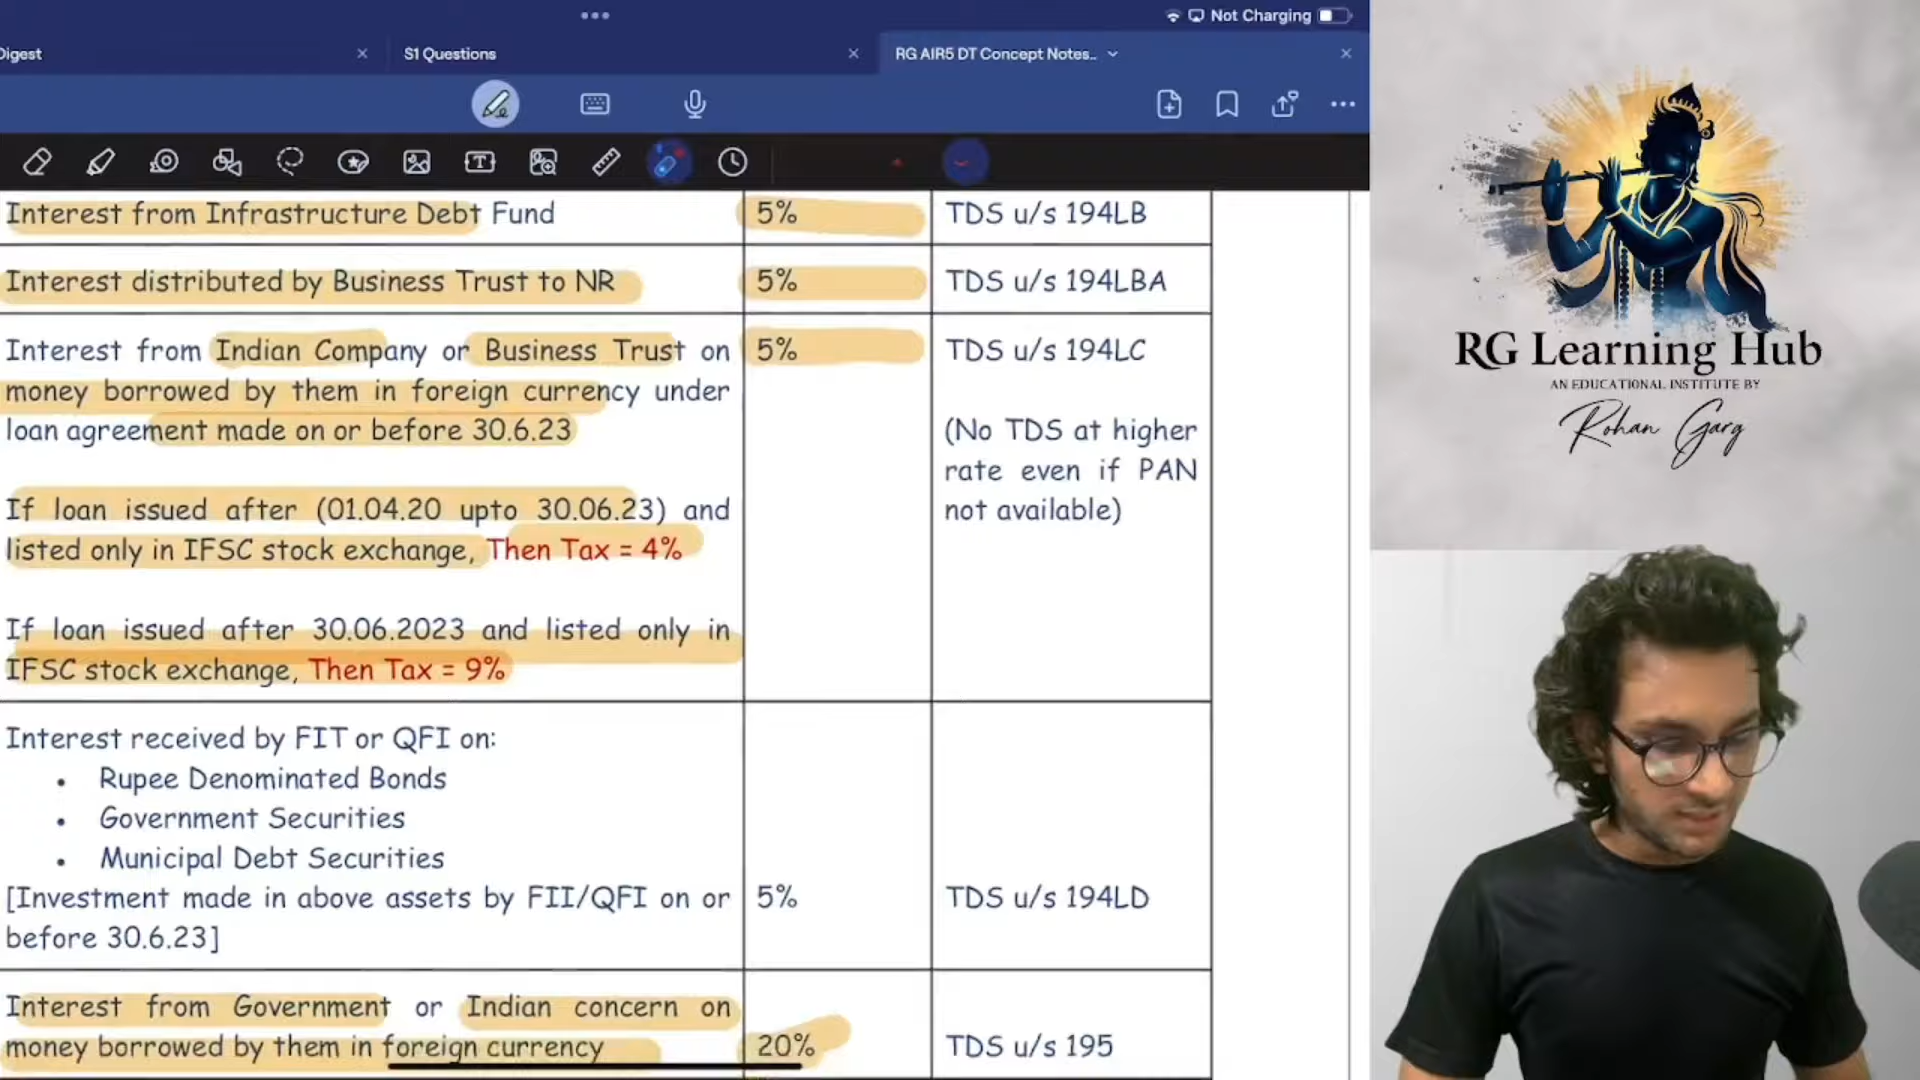 Not Charging
Digest
S1 Questions
RG AIR5 DT Concept Notes..
Interest from Infrastructure Debt Fund 5% TDS u/s 194LB
Interest distributed by Business Trust to NR 5% TDS u/s 194LBA
Interest from Indian Company or Business Trust on 5% TDS u/s 194LC
money borrowed by them in foreign currency under
loan agreement made on or before 30.6.23
(No TDS at higher
rate even if PAN
not available)
If loan issued after (01.04.20 upto 30.06.23) and
listed only in IFSC stock exchange, Then Tax = 4%
If loan issued after 30.06.2023 and listed only in
IFSC stock exchange, Then Tax = 9%
Interest received by FIT or QFI on:
• Rupee Denominated Bonds
• Government Securities
• Municipal Debt Securities
[Investment made in above assets by FII/QFI on or 5% TDS u/s 194LD
before 30.6.23]
Interest from Government or Indian concern on
money borrowed by them in foreign currency 20% TDS u/s 195
RG Learning Hub
AN EDUCATIONAL INSTITUTE BY
Rohan Garg